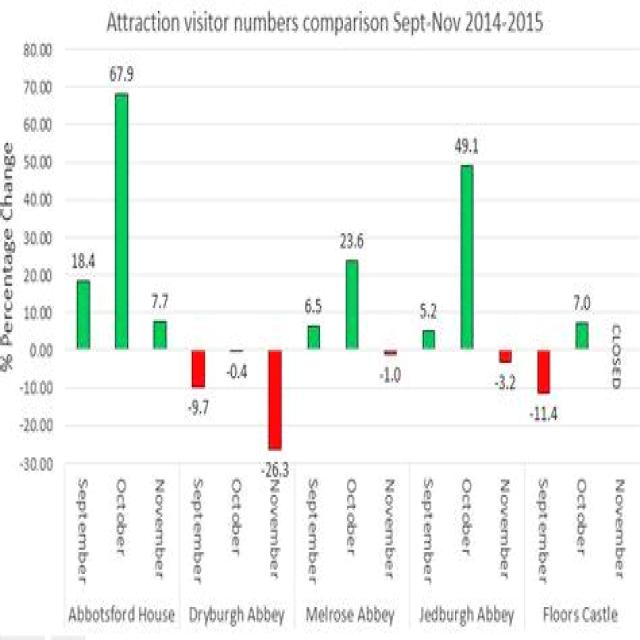 Attraction visitor numbers comparison Sept-Nov 2014-2015
% Percentage Change
80.00
70.00
60.00
50.00
40.00
30.00
20.00
10.00
0.00
-10.00
-20.00
-30.00
18.4
67.9
7.7
-9.7
-0.4
-26.3
6.5
23.6
-1.0
5.2
49.1
-3.2
-11.4
7.0
CLOSED
September
October
November
September
October
November
September
October
November
September
October
November
September
October
November
Abbotsford House
Dryburgh Abbey
Melrose Abbey
Jedburgh Abbey
Floors Castle